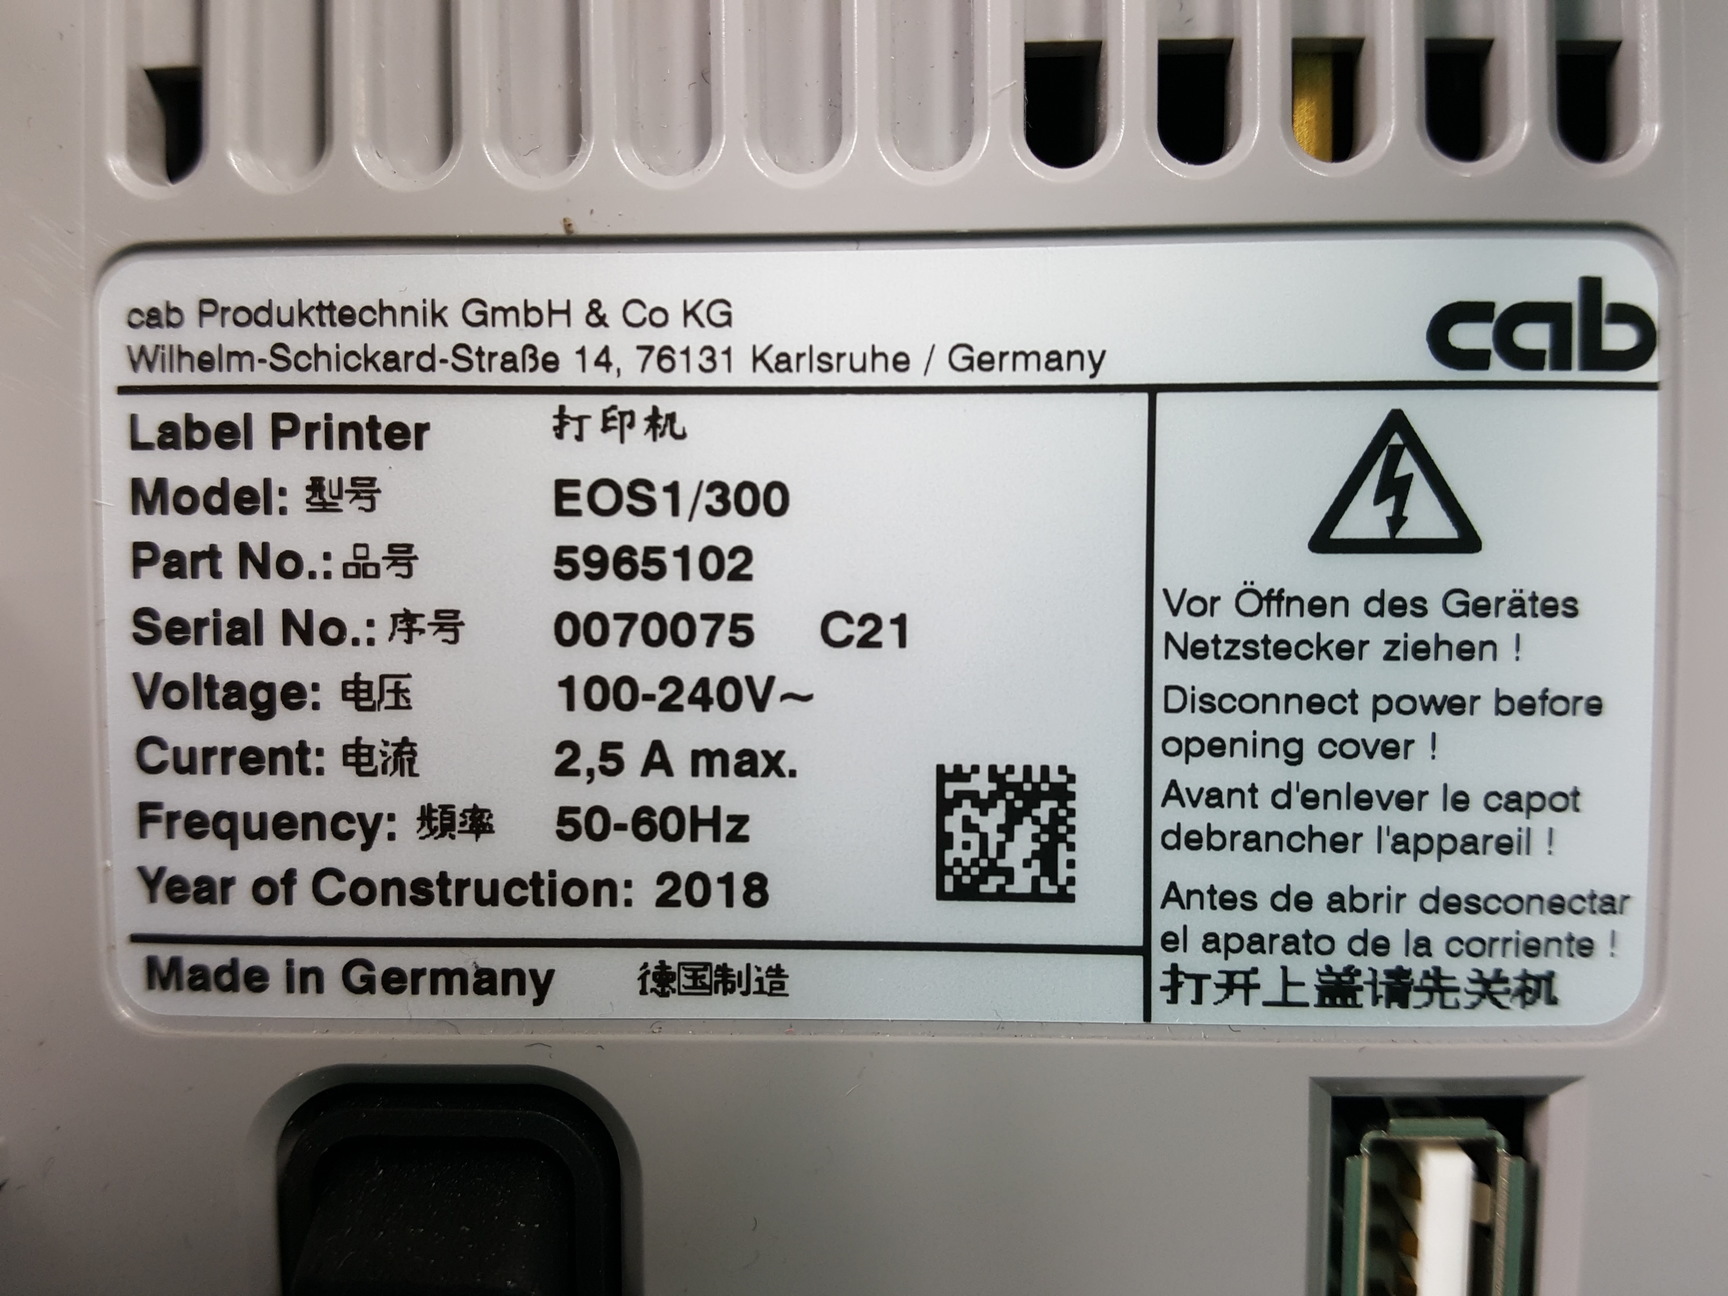 cab Produkttechnik GmbH & Co KG
Wilhelm-Schickard-Straße 14, 76131 Karlsruhe / Germany
cab
Label Printer 打印机
Model: 型号 EOS1/300
Part No.: 品号 5965102
Serial No.: 序号 0070075 C21
Voltage: 电压 100-240V~
Current: 电流 2,5 A max.
Frequency: 頻率 50-60Hz
Year of Construction: 2018
Made in Germany 德国制造
Vor Öffnen des Gerätes
Netzstecker ziehen !
Disconnect power before
opening cover !
Avant d'enlever le capot
debrancher l'appareil !
Antes de abrir desconectar
el aparato de la corriente !
打开上盖请先关机